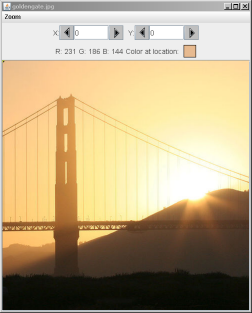 goldengate.jpg
Zoom
X: 0 Y: 0
R: 231 G: 186 B: 144 Color at location: